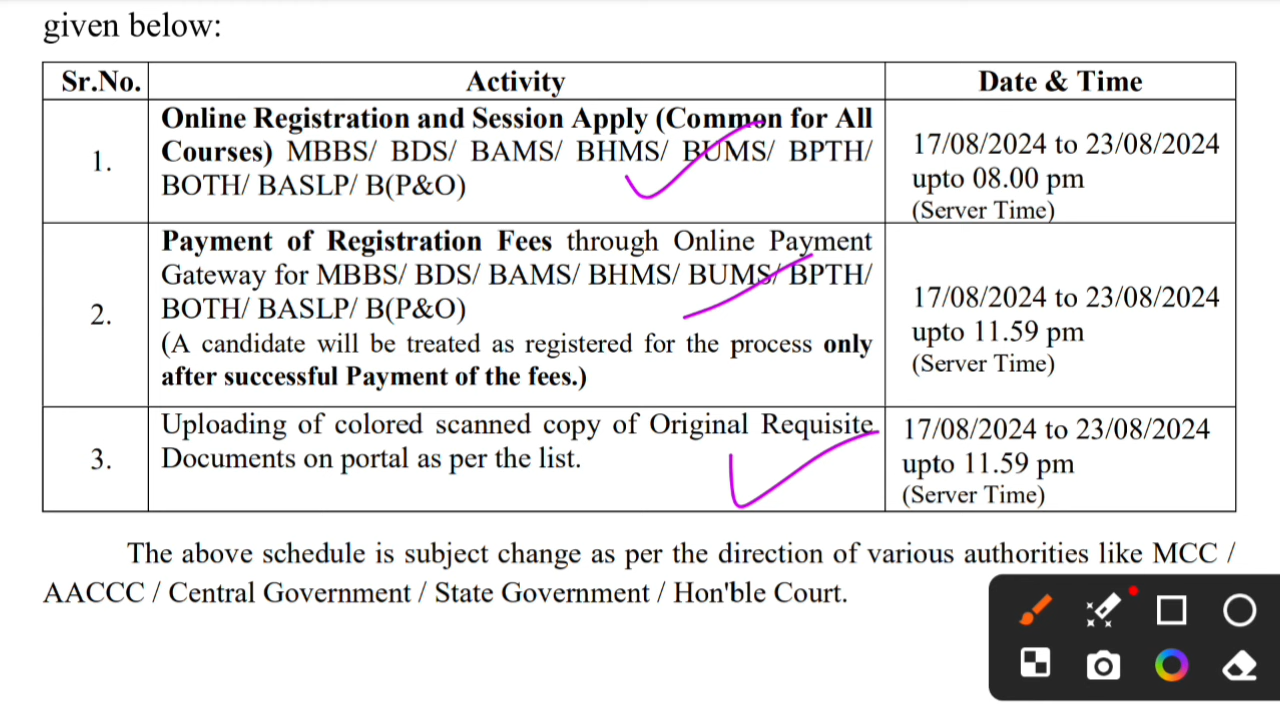 given below:
Sr.No. Activity Date & Time
1. Online Registration and Session Apply (Common for All
Courses) MBBS/ BDS/ BAMS/ BHMS/ BUMS/ BPTH/
BOTH/ BASLP/ B(P&O)
17/08/2024 to 23/08/2024
upto 08.00 pm
(Server Time)
2. Payment of Registration Fees through Online Payment
Gateway for MBBS/ BDS/ BAMS/ BHMS/ BUMS/ BPTH/
BOTH/ BASLP/ B(P&O)
(A candidate will be treated as registered for the process only
after successful Payment of the fees.)
17/08/2024 to 23/08/2024
upto 11.59 pm
(Server Time)
3. Uploading of colored scanned copy of Original Requisite
Documents on portal as per the list.
17/08/2024 to 23/08/2024
upto 11.59 pm
(Server Time)
The above schedule is subject change as per the direction of various authorities like MCC /
AACCC / Central Government / State Government / Hon'ble Court.